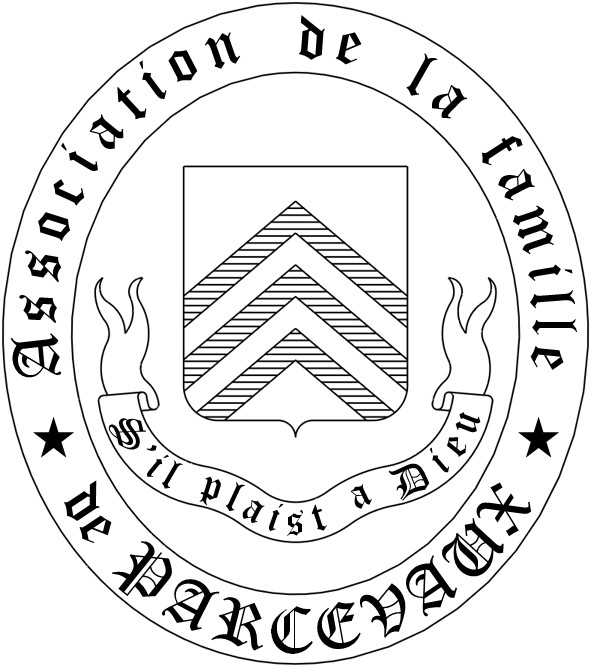 Association de la famille
de PARCEVAUX
S'il plaist a Dieu